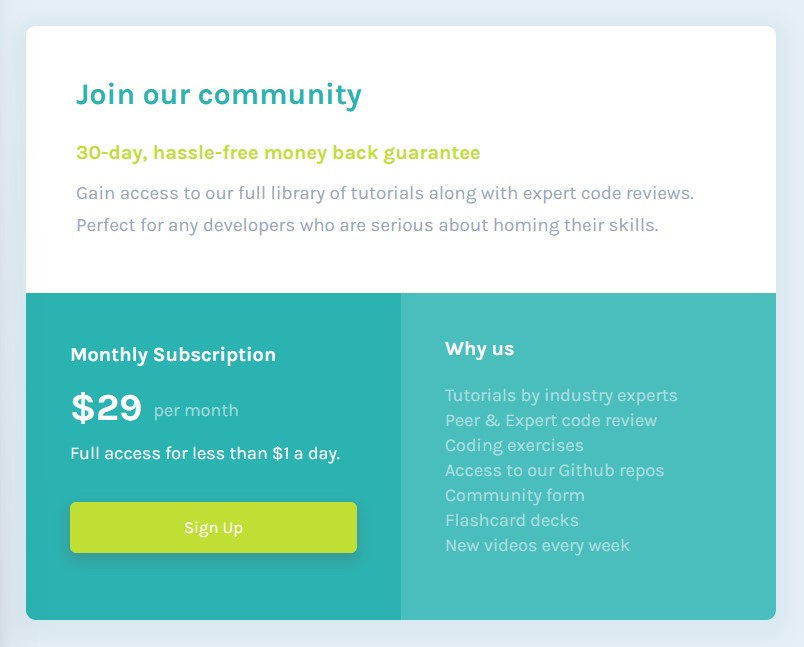 Join our community
30-day, hassle-free money back guarantee
Gain access to our full library of tutorials along with expert code reviews.
Perfect for any developers who are serious about homing their skills.
Monthly Subscription
$29 per month
Full access for less than $1 a day.
Sign Up
Why us
Tutorials by industry experts
Peer & Expert code review
Coding exercises
Access to our Github repos
Community form
Flashcard decks
New videos every week